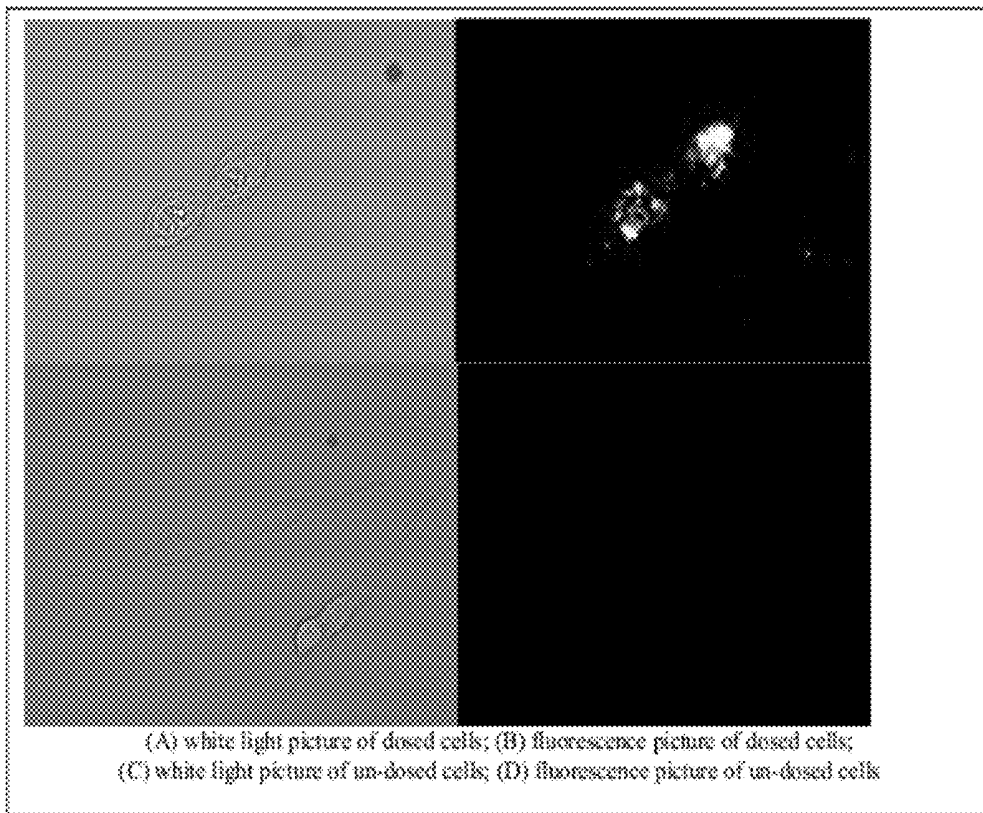 (A) white light picture of dosed cells; (B) fluorescence picture of dosed cells;
(C) white light picture of un-dosed cells; (D) fluorescence picture of un-dosed cells